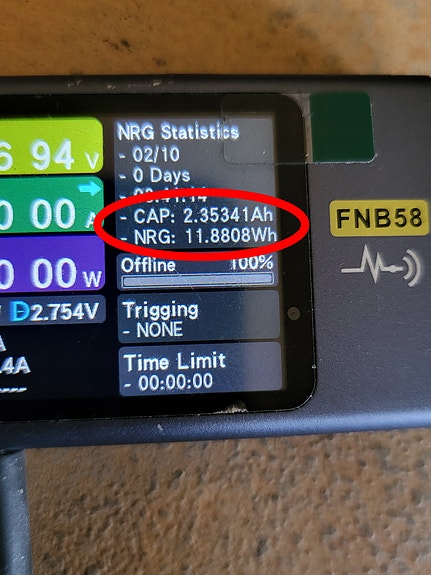 NRG Statistics
6 94 V
- 02/10
- 0 Days
0 00 A
- CAP: 2.35341Ah
- NRG: 11.8808Wh
0 00 W
Offline 100%
D 2.754V
Trigging
- NONE
.4A
Time Limit
- 00:00:00
FNB58